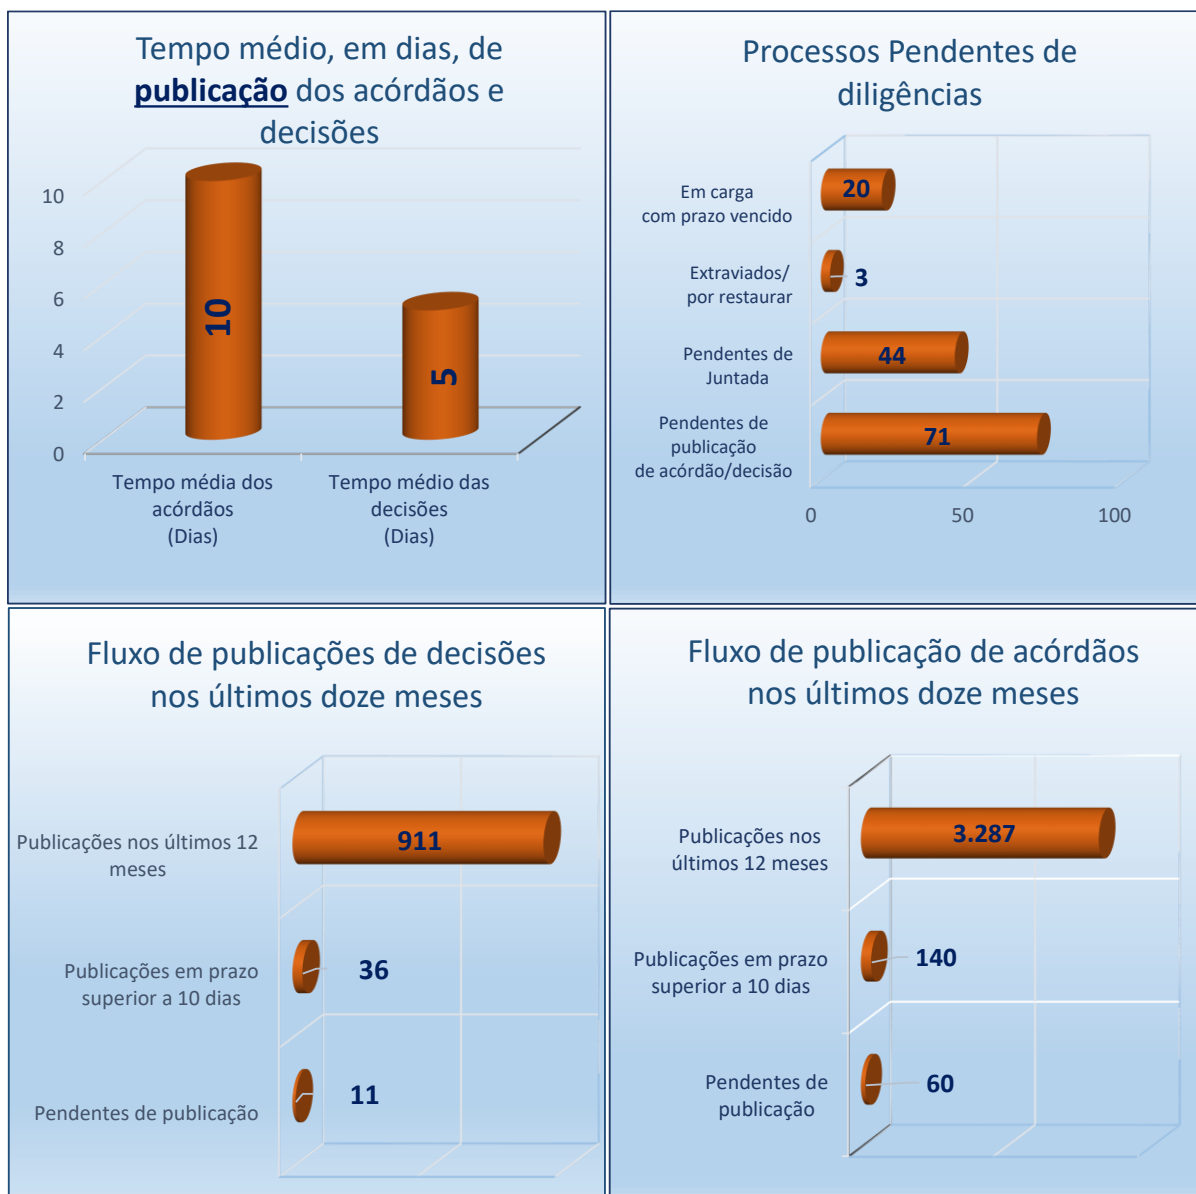 Tempo médio, em dias, de
publicação dos acórdãos e
decisões
10
8
6
4
2
0
10
5
Tempo média dos
acórdãos
(Dias)
Tempo médio das
decisões
(Dias)
Processos Pendentes de
diligências
Em carga
com prazo vencido
20
Extraviados/
por restaurar
3
Pendentes de
Juntada
44
Pendentes de
publicação
de acórdão/decisão
71
0
50
100
Fluxo de publicações de decisões
nos últimos doze meses
Publicações nos últimos 12
meses
911
Publicações em prazo
superior a 10 dias
36
Pendentes de publicação
11
Fluxo de publicação de acórdãos
nos últimos doze meses
Publicações nos
últimos 12 meses
3.287
Publicações em prazo
superior a 10 dias
140
Pendentes de
publicação
60